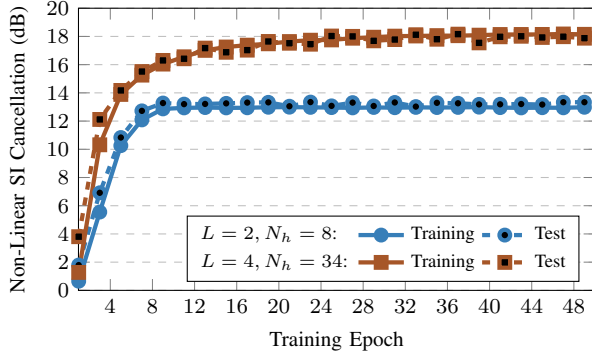 Non-Linear SI Cancellation (dB)
20
18
16
14
12
10
8
6
4
2
0
4 8 12 16 20 24 28 32 36 40 44 48
Training Epoch
L = 2, N_h = 8: Training Test
L = 4, N_h = 34: Training Test